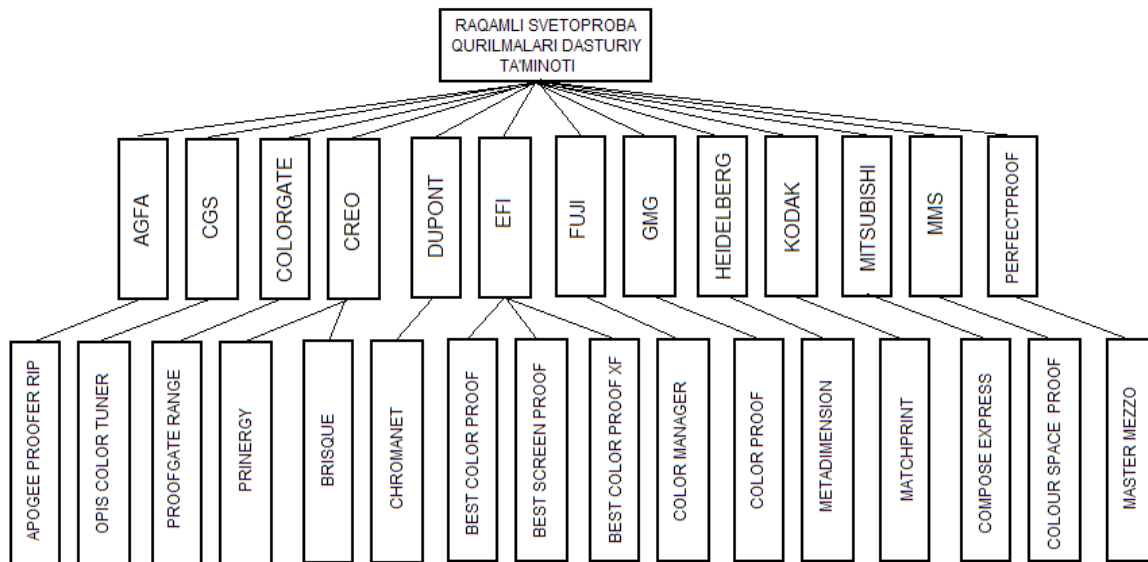 RAQAMLI SVETOPROBA
QURILMALARI DASTURIY
TA'MINOTI
AGFA
CGS
COLORGATE
CREO
DUPONT
EFI
FUJI
GMG
HEIDELBERG
KODAK
MITSUBISHI
MMS
PERFECTPROOF
APOGEE PROOFER RIP
OPIS COLOR TUNER
PROOFGATE RANGE
PRINERGY
BRISQUE
CHROMANET
BEST COLOR PROOF
BEST SCREEN PROOF
BEST COLOR PROOF XF
COLOR MANAGER
COLOR PROOF
METADIMENSION
MATCHPRINT
COMPOSE EXPRESS
COLOUR SPACE PROOF
MASTER MEZZO